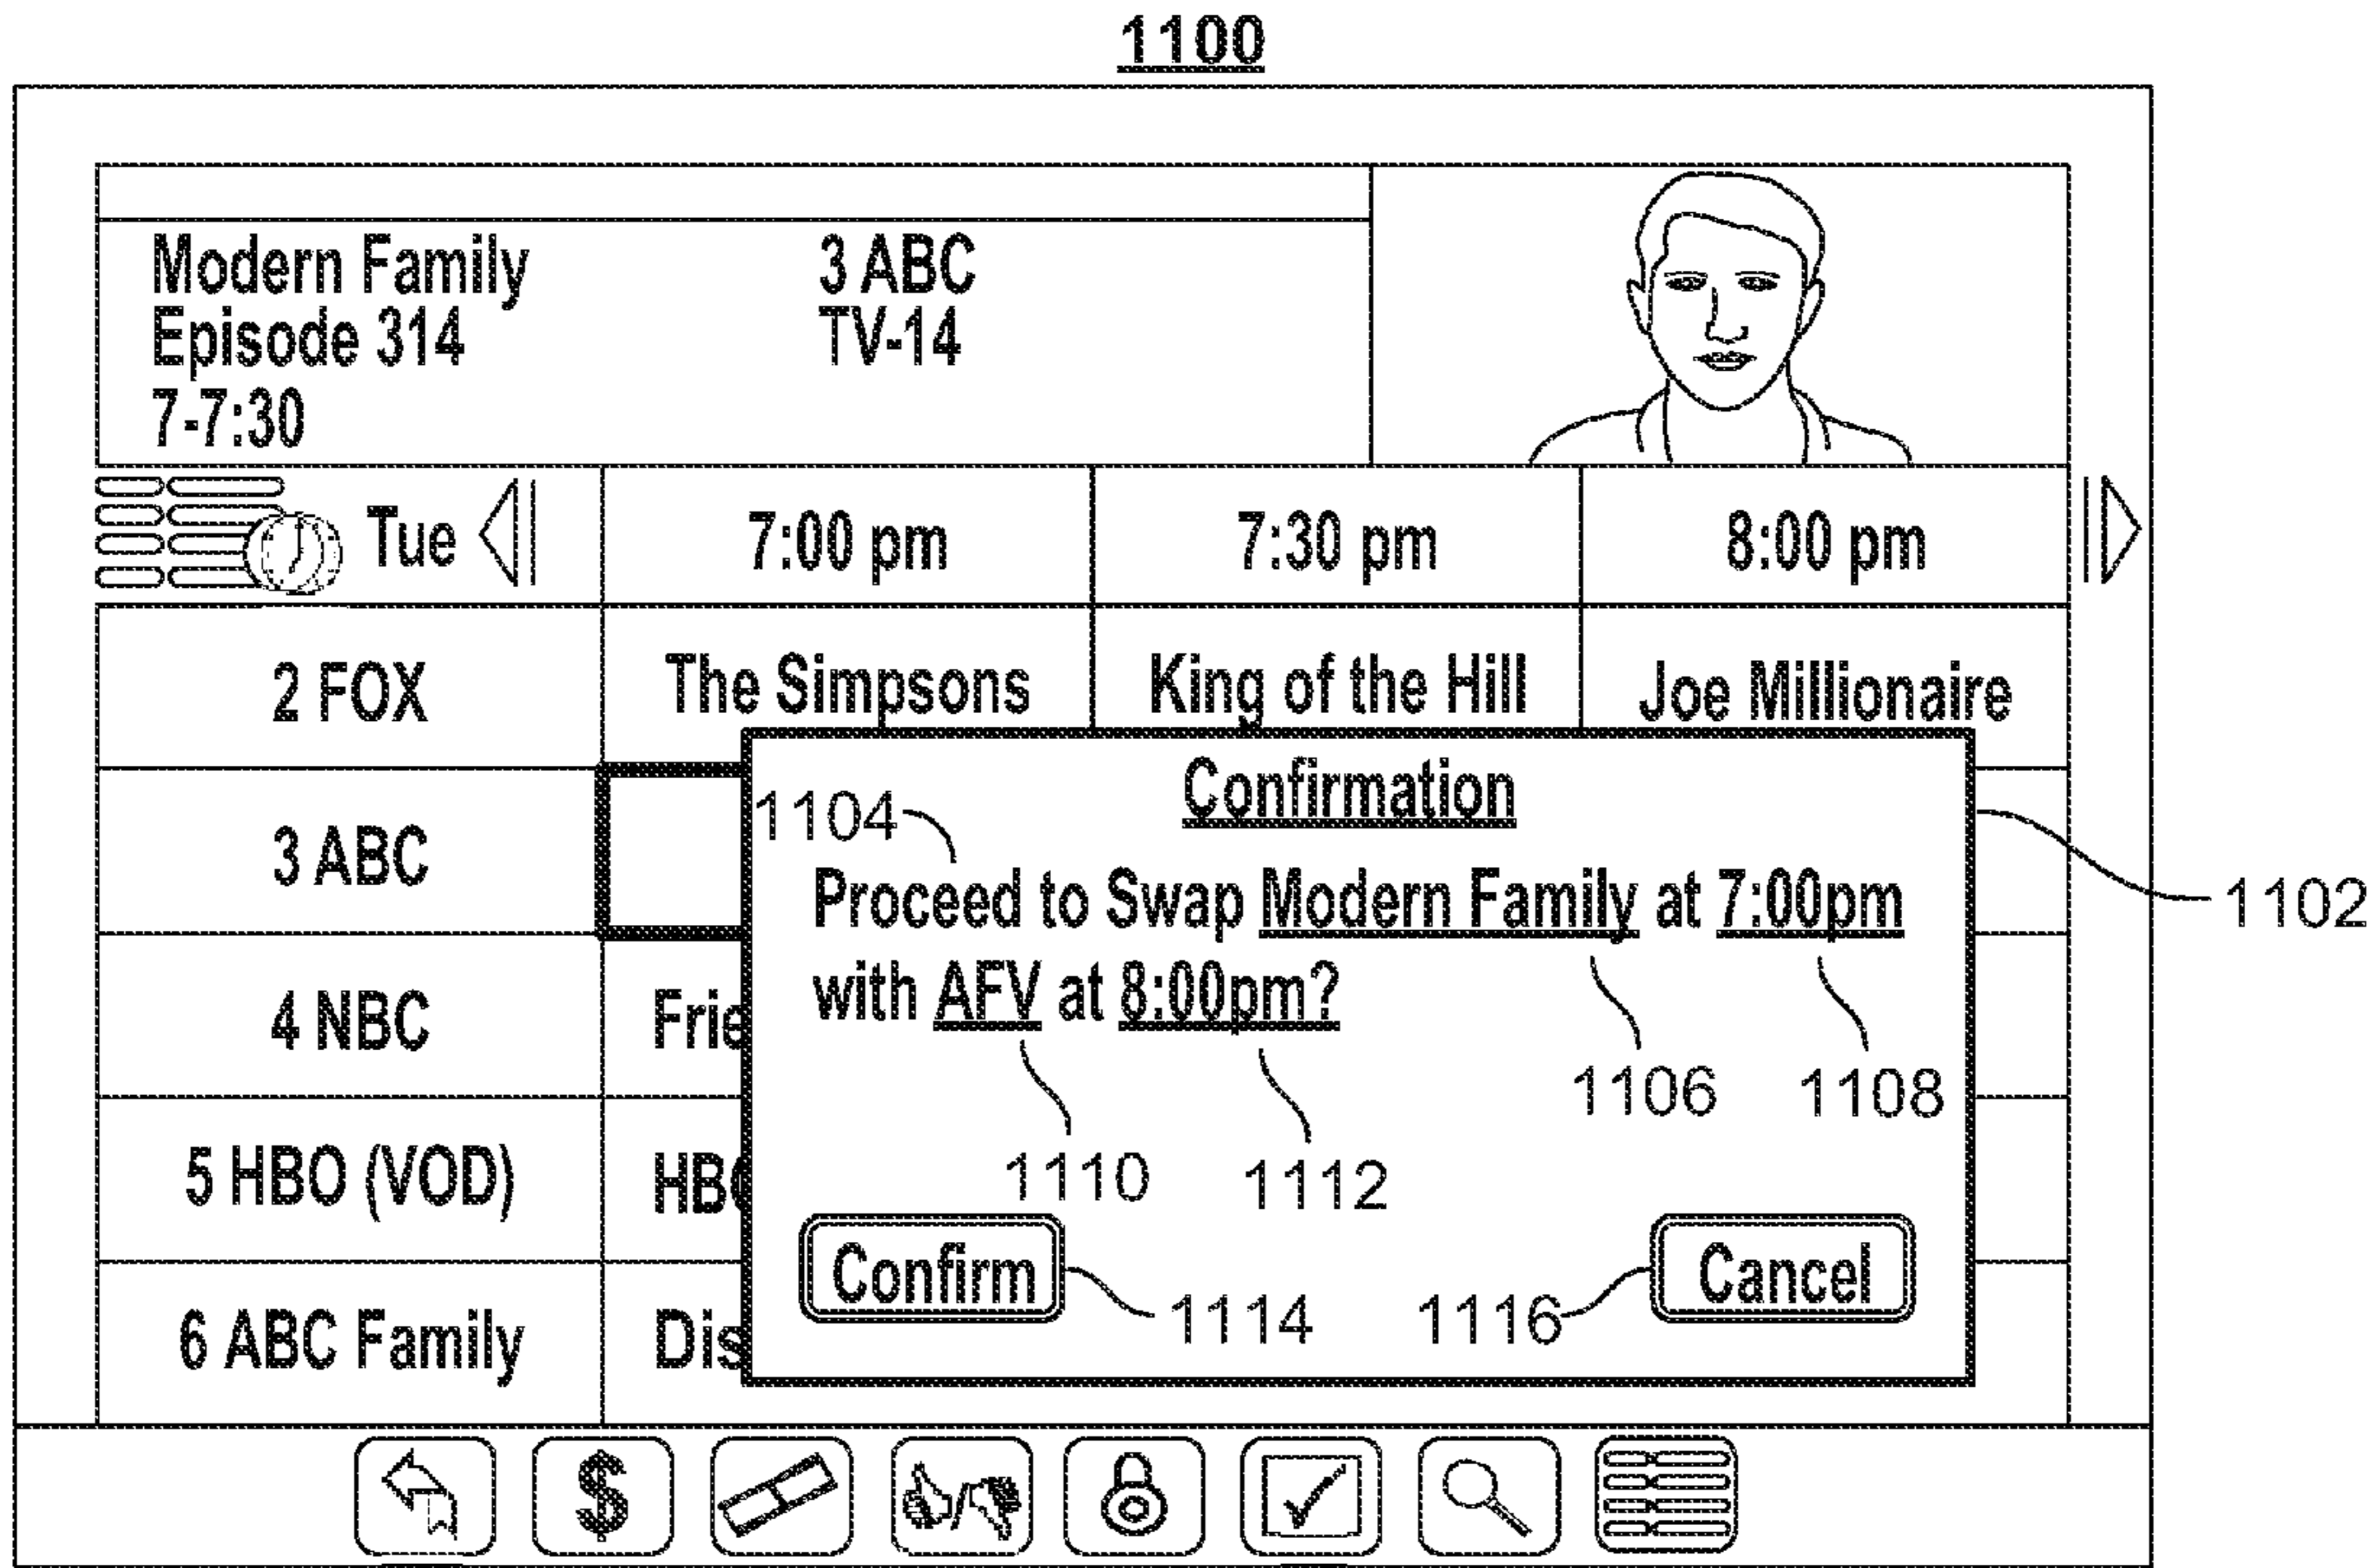 1100
Modern Family 3 ABC
Episode 314 TV-14
7-7:30
Tue 7:00 pm 7:30 pm 8:00 pm
2 FOX The Simpsons King of the Hill Joe Millionaire
Confirmation
1104
3 ABC
Proceed to Swap Modern Family at 7:00pm
1102
with AFV at 8:00pm?
4 NBC Frie
1106 1108
1110 1112
5 HBO (VOD) HBO
Confirm Cancel
1114 1116
6 ABC Family Dis
$